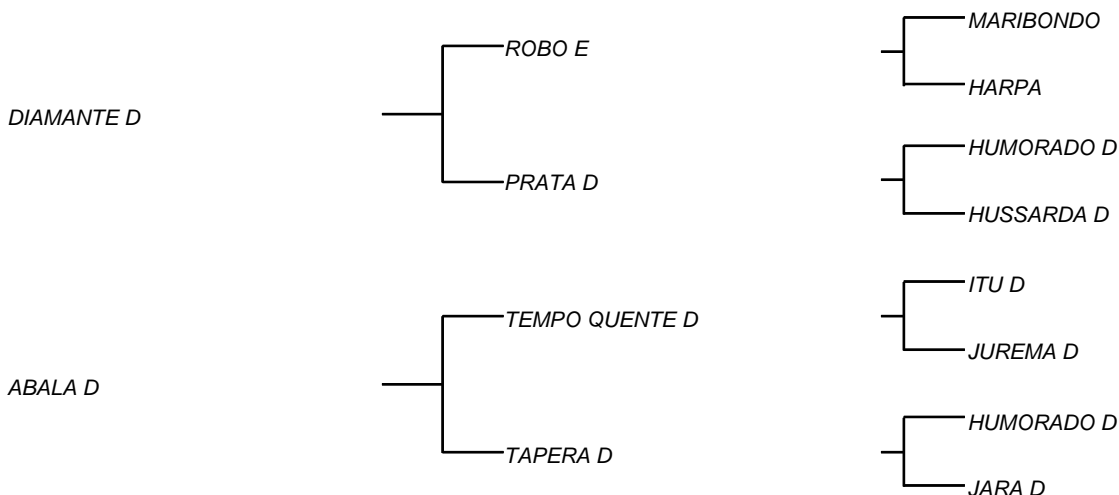 MARIBONDO
ROBO E
HARPA
DIAMANTE D
HUMORADO D
PRATA D
HUSSARDA D
ITU D
TEMPO QUENTE D
JUREMA D
ABALA D
HUMORADO D
TAPERA D
JARA D